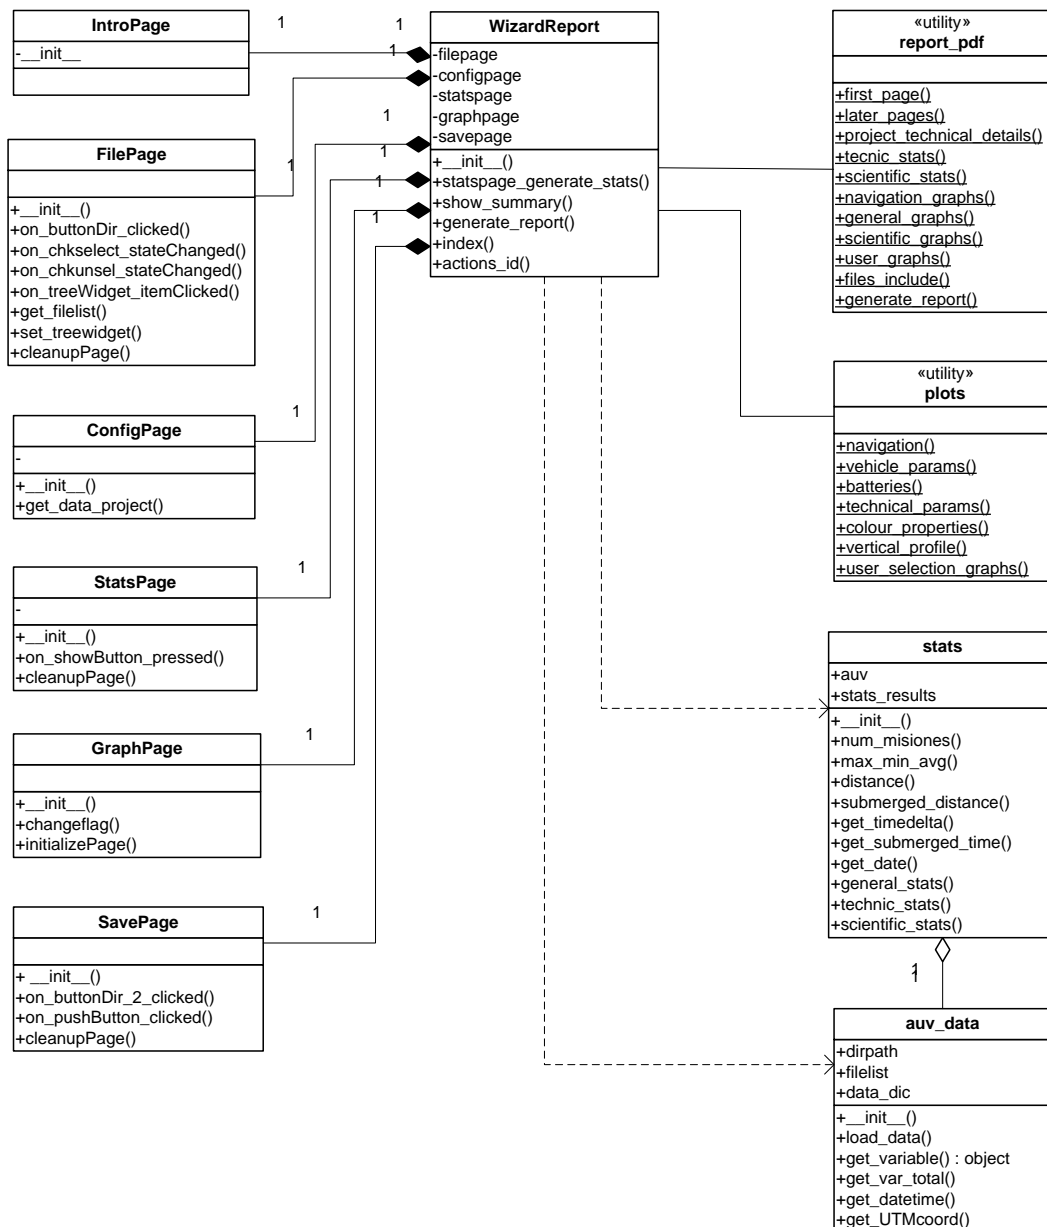 IntroPage
-__init__
1
1
1
WizardReport
-filepage
-configpage
-statspage
-graphpage
-savepage
+__init__()
+statspage_generate_stats()
+show_summary()
+generate_report()
+index()
+actions_id()
«utility»
report_pdf
+first_page()
+later_pages()
+project_technical_details()
+tecnic_stats()
+scientific_stats()
+navigation_graphs()
+general_graphs()
+scientific_graphs()
+user_graphs()
+files_include()
+generate_report()
FilePage
+__init__()
+on_buttonDir_clicked()
+on_chkselect_stateChanged()
+on_chkunsel_stateChanged()
+on_treeWidget_itemClicked()
+get_filelist()
+set_treewidget()
+cleanupPage()
1
1
1
1
1
«utility»
plots
+navigation()
+vehicle_params()
+batteries()
+technical_params()
+colour_properties()
+vertical_profile()
+user_selection_graphs()
ConfigPage
-
+__init__()
+get_data_project()
1
StatsPage
-
+__init__()
+on_showButton_pressed()
+cleanupPage()
1
stats
+auv
+stats_results
+__init__()
+num_misiones()
+max_min_avg()
+distance()
+submerged_distance()
+get_timedelta()
+get_submerged_time()
+get_date()
+general_stats()
+technic_stats()
+scientific_stats()
GraphPage
+__init__()
+changeflag()
+initializePage()
1
SavePage
+ __init__()
+on_buttonDir_2_clicked()
+on_pushButton_clicked()
+cleanupPage()
1
1
1
auv_data
+dirpath
+filelist
+data_dic
+__init__()
+load_data()
+get_variable() : object
+get_var_total()
+get_datetime()
+get_UTMcoord()